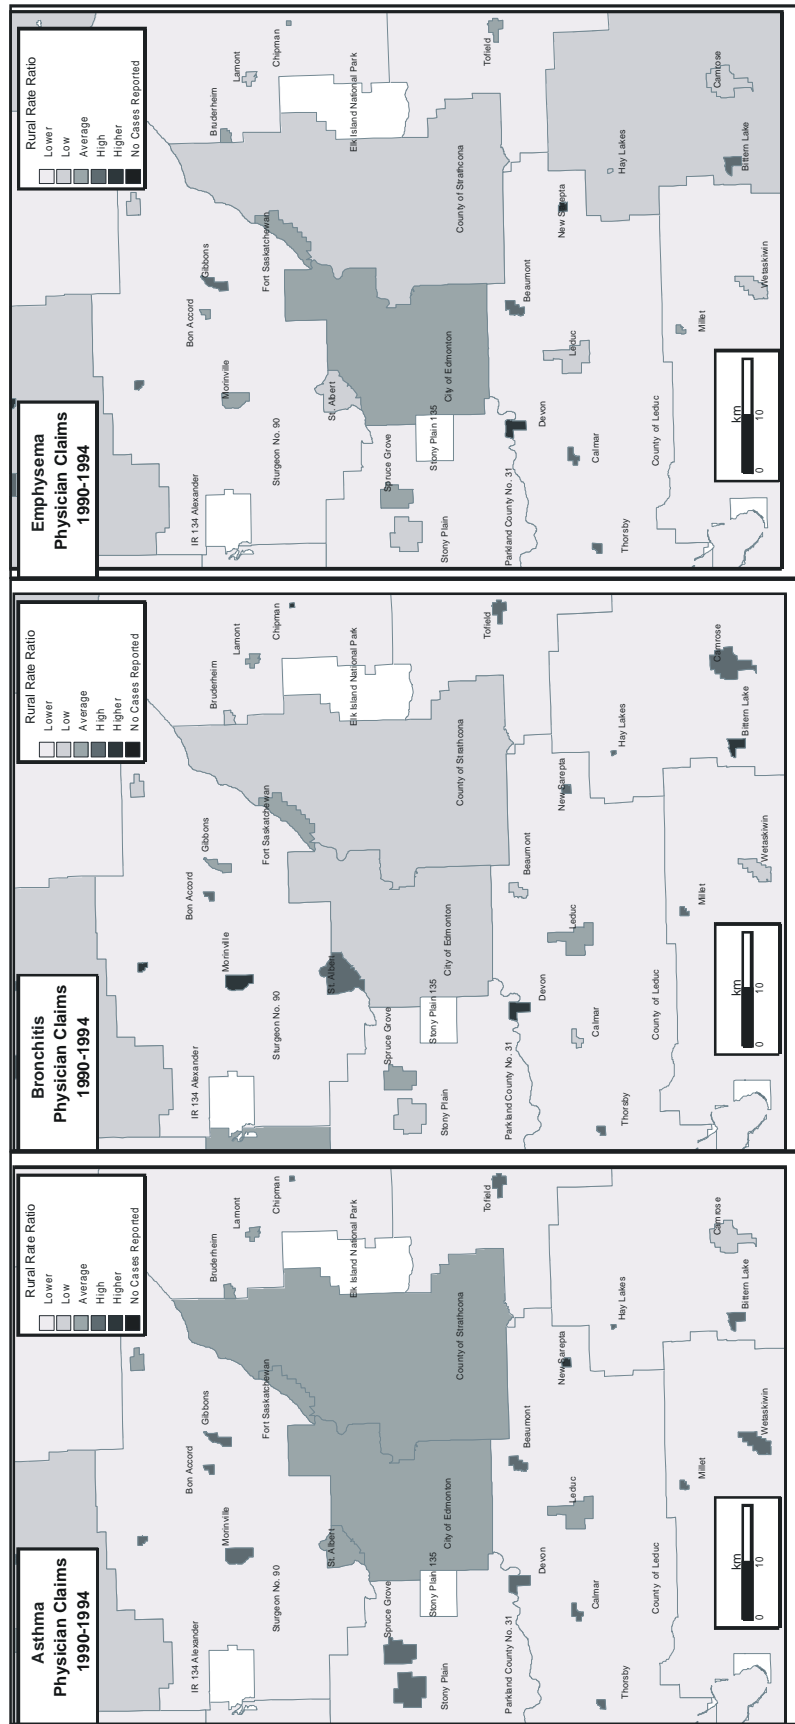 Asthma
Physician Claims
1990-1994
Rural Rate Ratio
Lower
Low
Average
High
Higher
No Cases Reported
IR 134 Alexander
Morinville
Bon Accord
Gibbons
Bruderheim
Lamont
Chipman
Sturgeon No. 90
Fort Saskatchewan
St. Albert
Elk Island National Park
Spruce Grove
Stony Plain
Stony Plain 135
City of Edmonton
County of Strathcona
Tofield
Parkland County No. 31
Devon
Beaumont
New Sarepta
Calmar
Leduc
Hay Lakes
Thorsby
County of Leduc
Millet
Camrose
Bittern Lake
Wetaskiwin
km
0
10
Bronchitis
Physician Claims
1990-1994
Rural Rate Ratio
Lower
Low
Average
High
Higher
No Cases Reported
IR 134 Alexander
Morinville
Bon Accord
Gibbons
Bruderheim
Lamont
Chipman
Sturgeon No. 90
Fort Saskatchewan
St. Albert
Elk Island National Park
Spruce Grove
Stony Plain
Stony Plain 135
City of Edmonton
County of Strathcona
Tofield
Parkland County No. 31
Devon
Beaumont
New Sarepta
Calmar
Leduc
Hay Lakes
Thorsby
County of Leduc
Millet
Camrose
Bittern Lake
Wetaskiwin
km
0
10
Emphysema
Physician Claims
1990-1994
Rural Rate Ratio
Lower
Low
Average
High
Higher
No Cases Reported
IR 134 Alexander
Morinville
Bon Accord
Gibbons
Bruderheim
Lamont
Chipman
Sturgeon No. 90
Fort Saskatchewan
St. Albert
Elk Island National Park
Spruce Grove
Stony Plain
Stony Plain 135
City of Edmonton
County of Strathcona
Tofield
Parkland County No. 31
Devon
Beaumont
New Sarepta
Calmar
Leduc
Hay Lakes
Thorsby
County of Leduc
Millet
Camrose
Bittern Lake
Wetaskiwin
km
0
10